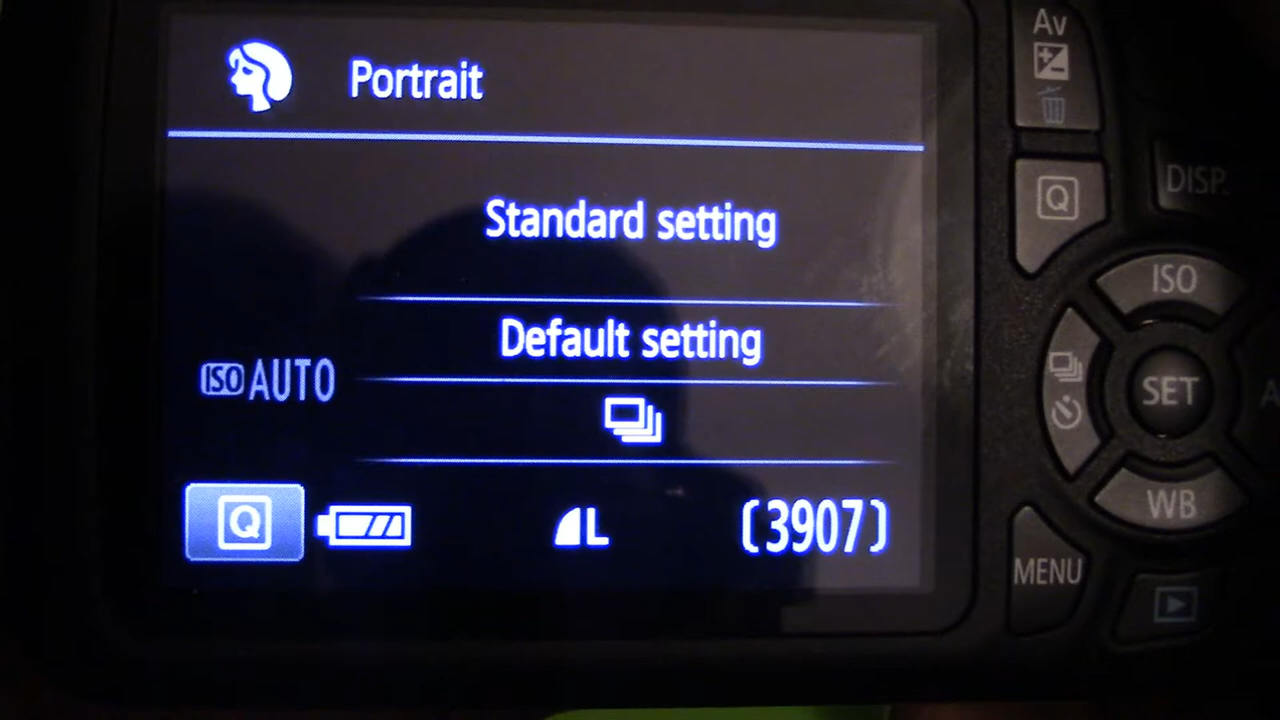 Portrait
Standard setting
Default setting
ISO AUTO
Q
L
(3907)
Av
Q
DISP.
ISO
SET
A
WB
MENU